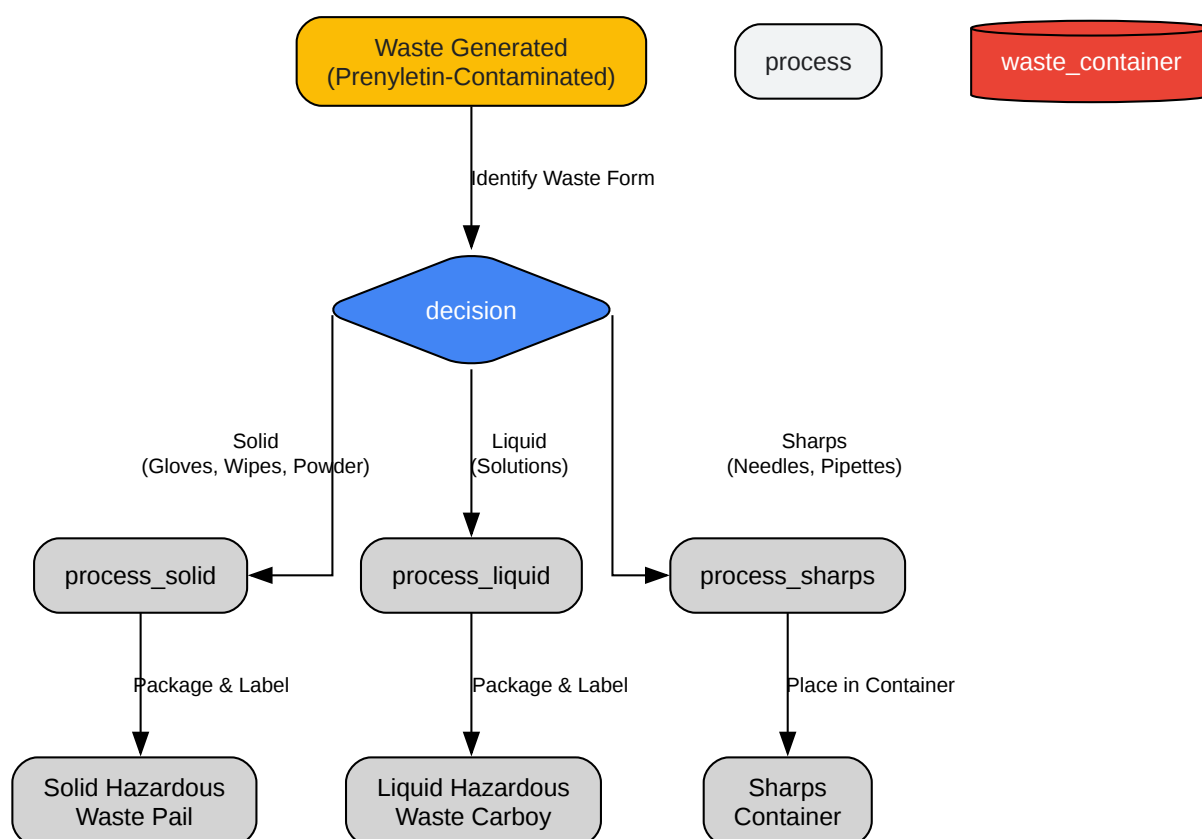 Waste Generated
(Prenyletin-Contaminated)
process
waste_container
Identify Waste Form
decision
Solid
(Gloves, Wipes, Powder)
Liquid
(Solutions)
Sharps
(Needles, Pipettes)
process_solid
process_liquid
process_sharps
Package & Label
Package & Label
Place in Container
Solid Hazardous
Waste Pail
Liquid Hazardous
Waste Carboy
Sharps
Container